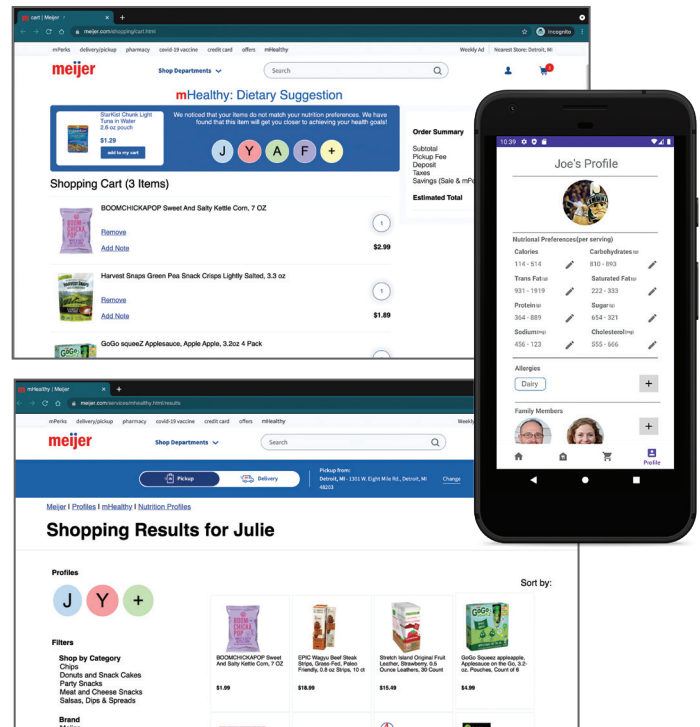 cart | Meijer
meijer.com/shopping/cart.html
Incognito
mPerks delivery/pickup pharmacy covid-19 vaccine credit card offers mHealthy Weekly Ad Nearest Store: Detroit, MI
meijer Shop Departments Search
mHealthy: Dietary Suggestion
StarKist Chunk Light
Tuna in Water
2.6 oz pouch
$1.29
add to my cart
We noticed that your items do not match your nutrition preferences. We have
found that this item will get you closer to achieving your health goals!
J Y A F +
Order Summary
Subtotal
Pickup Fee
Deposit
Taxes
Savings (Sale &
Estimated Total
Shopping Cart (3 Items)
BOOMCHICKAPOP Sweet And Salty Kettle Corn, 7 OZ
1
Remove
Add Note
$2.99
Harvest Snaps Green Pea Snack Crisps Lightly Salted, 3.3 oz
1
Remove
Add Note
$1.89
GoGo squeeZ Applesauce, Apple Apple, 3.2oz 4 Pack
10:39
Joe's Profile
Nutrional Preferences(per serving)
Calories Carbohydrates (g)
114 - 514 810 - 893
Trans Fat(g) Saturated Fat(g)
931 - 1919 222 - 333
Protein(g) Sugar(g)
364 - 889 654 - 321
Sodium(mg) Cholesterol(mg)
456 - 123 555 - 666
Allergies
Dairy +
Family Members
+
Profile
mHealthy | Meijer
meijer.com/services/mhealthy.html/results
mPerks delivery/pickup pharmacy covid-19 vaccine credit card offers mHealthy
meijer Shop Departments Search
Pickup Delivery
Pickup from:
Detroit, MI - 1301 W. Eight Mile Rd., Detroit, MI
48203
Change
Meijer | Profiles | mHealthy | Nutrition Profiles
Shopping Results for Julie
Sort by:
Profiles
J Y +
Filters
Shop by Category
Chips
Donuts and Snack Cakes
Party Snacks
Meat and Cheese Snacks
Salsas, Dips & Spreads
Brand
BOOMCHICKAPOP Sweet
And Salty Kettle Corn, 7 OZ
$1.99
EPIC Wagyu Beef Steak
Strips, Grass-Fed, Paleo
Friendly, 0.8 oz Strips, 10 ct
$18.99
Stretch Island Original Fruit
Leather, Strawberry, 0.5
Ounce Leathers, 30 Count
$15.49
GoGo Squeez applesauce,
Applesauce on the Go, 3.2-
oz. Pouches, Count of 6
$4.99